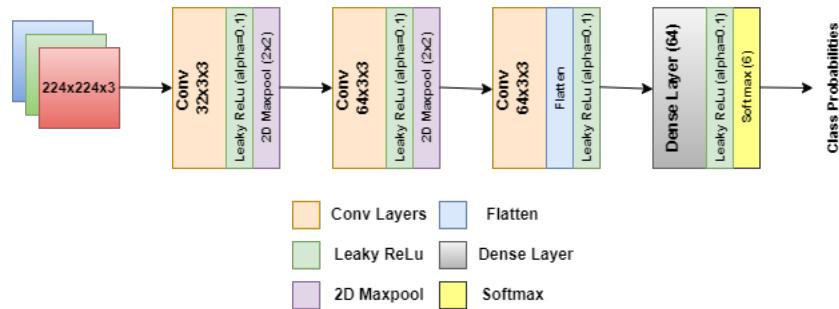 224x224x3
Conv
32x3x3
Leaky ReLu (alpha=0.1)
2D Maxpool (2x2)
Conv
64x3x3
Leaky ReLu (alpha=0.1)
2D Maxpool (2x2)
Conv
64x3x3
Flatten
Leaky ReLu (alpha=0.1)
Dense Layer (64)
Leaky ReLu (alpha=0.1)
Softmax (6)
Class Probabilities
Conv Layers
Flatten
Leaky ReLu
Dense Layer
2D Maxpool
Softmax